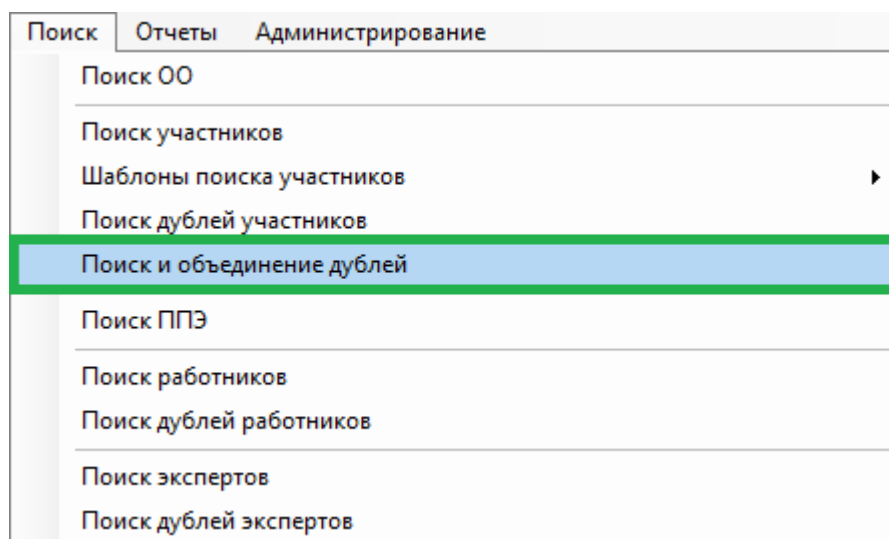 Поиск Отчеты Администрирование
Поиск ОО
Поиск участников
Шаблоны поиска участников
Поиск дублей участников
Поиск и объединение дублей
Поиск ППЭ
Поиск работников
Поиск дублей работников
Поиск экспертов
Поиск дублей экспертов